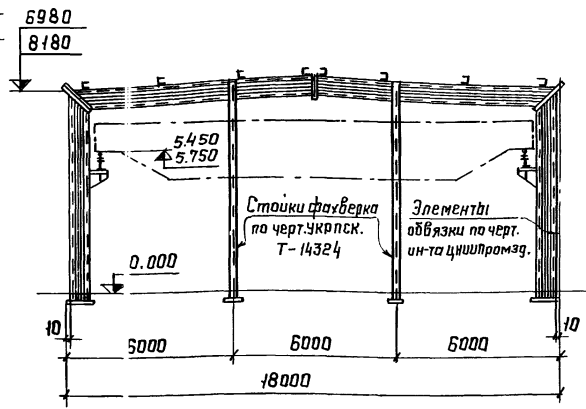 6980
8180
5.450
5.750
Стойки фахверка
по черт. укрпск.
Т-14324
Элементы
обвязки по черт.
ин-та ЦНИИПромзд.
0.000
10
6000
6000
6000
10
18000